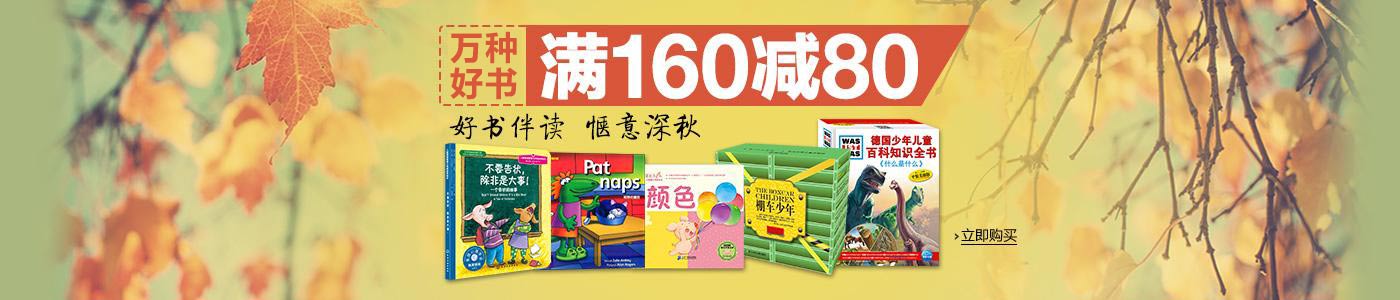 万种
好书
满160减80
好书伴读 惬意深秋
不要告状,
除非是大事!
Pat
naps
颜色
THE BOXCAR
CHILDREN
棚车少年
WAS
IST
WAS
德国少年儿童
百科知识全书
《什么是什么》
›立即购买